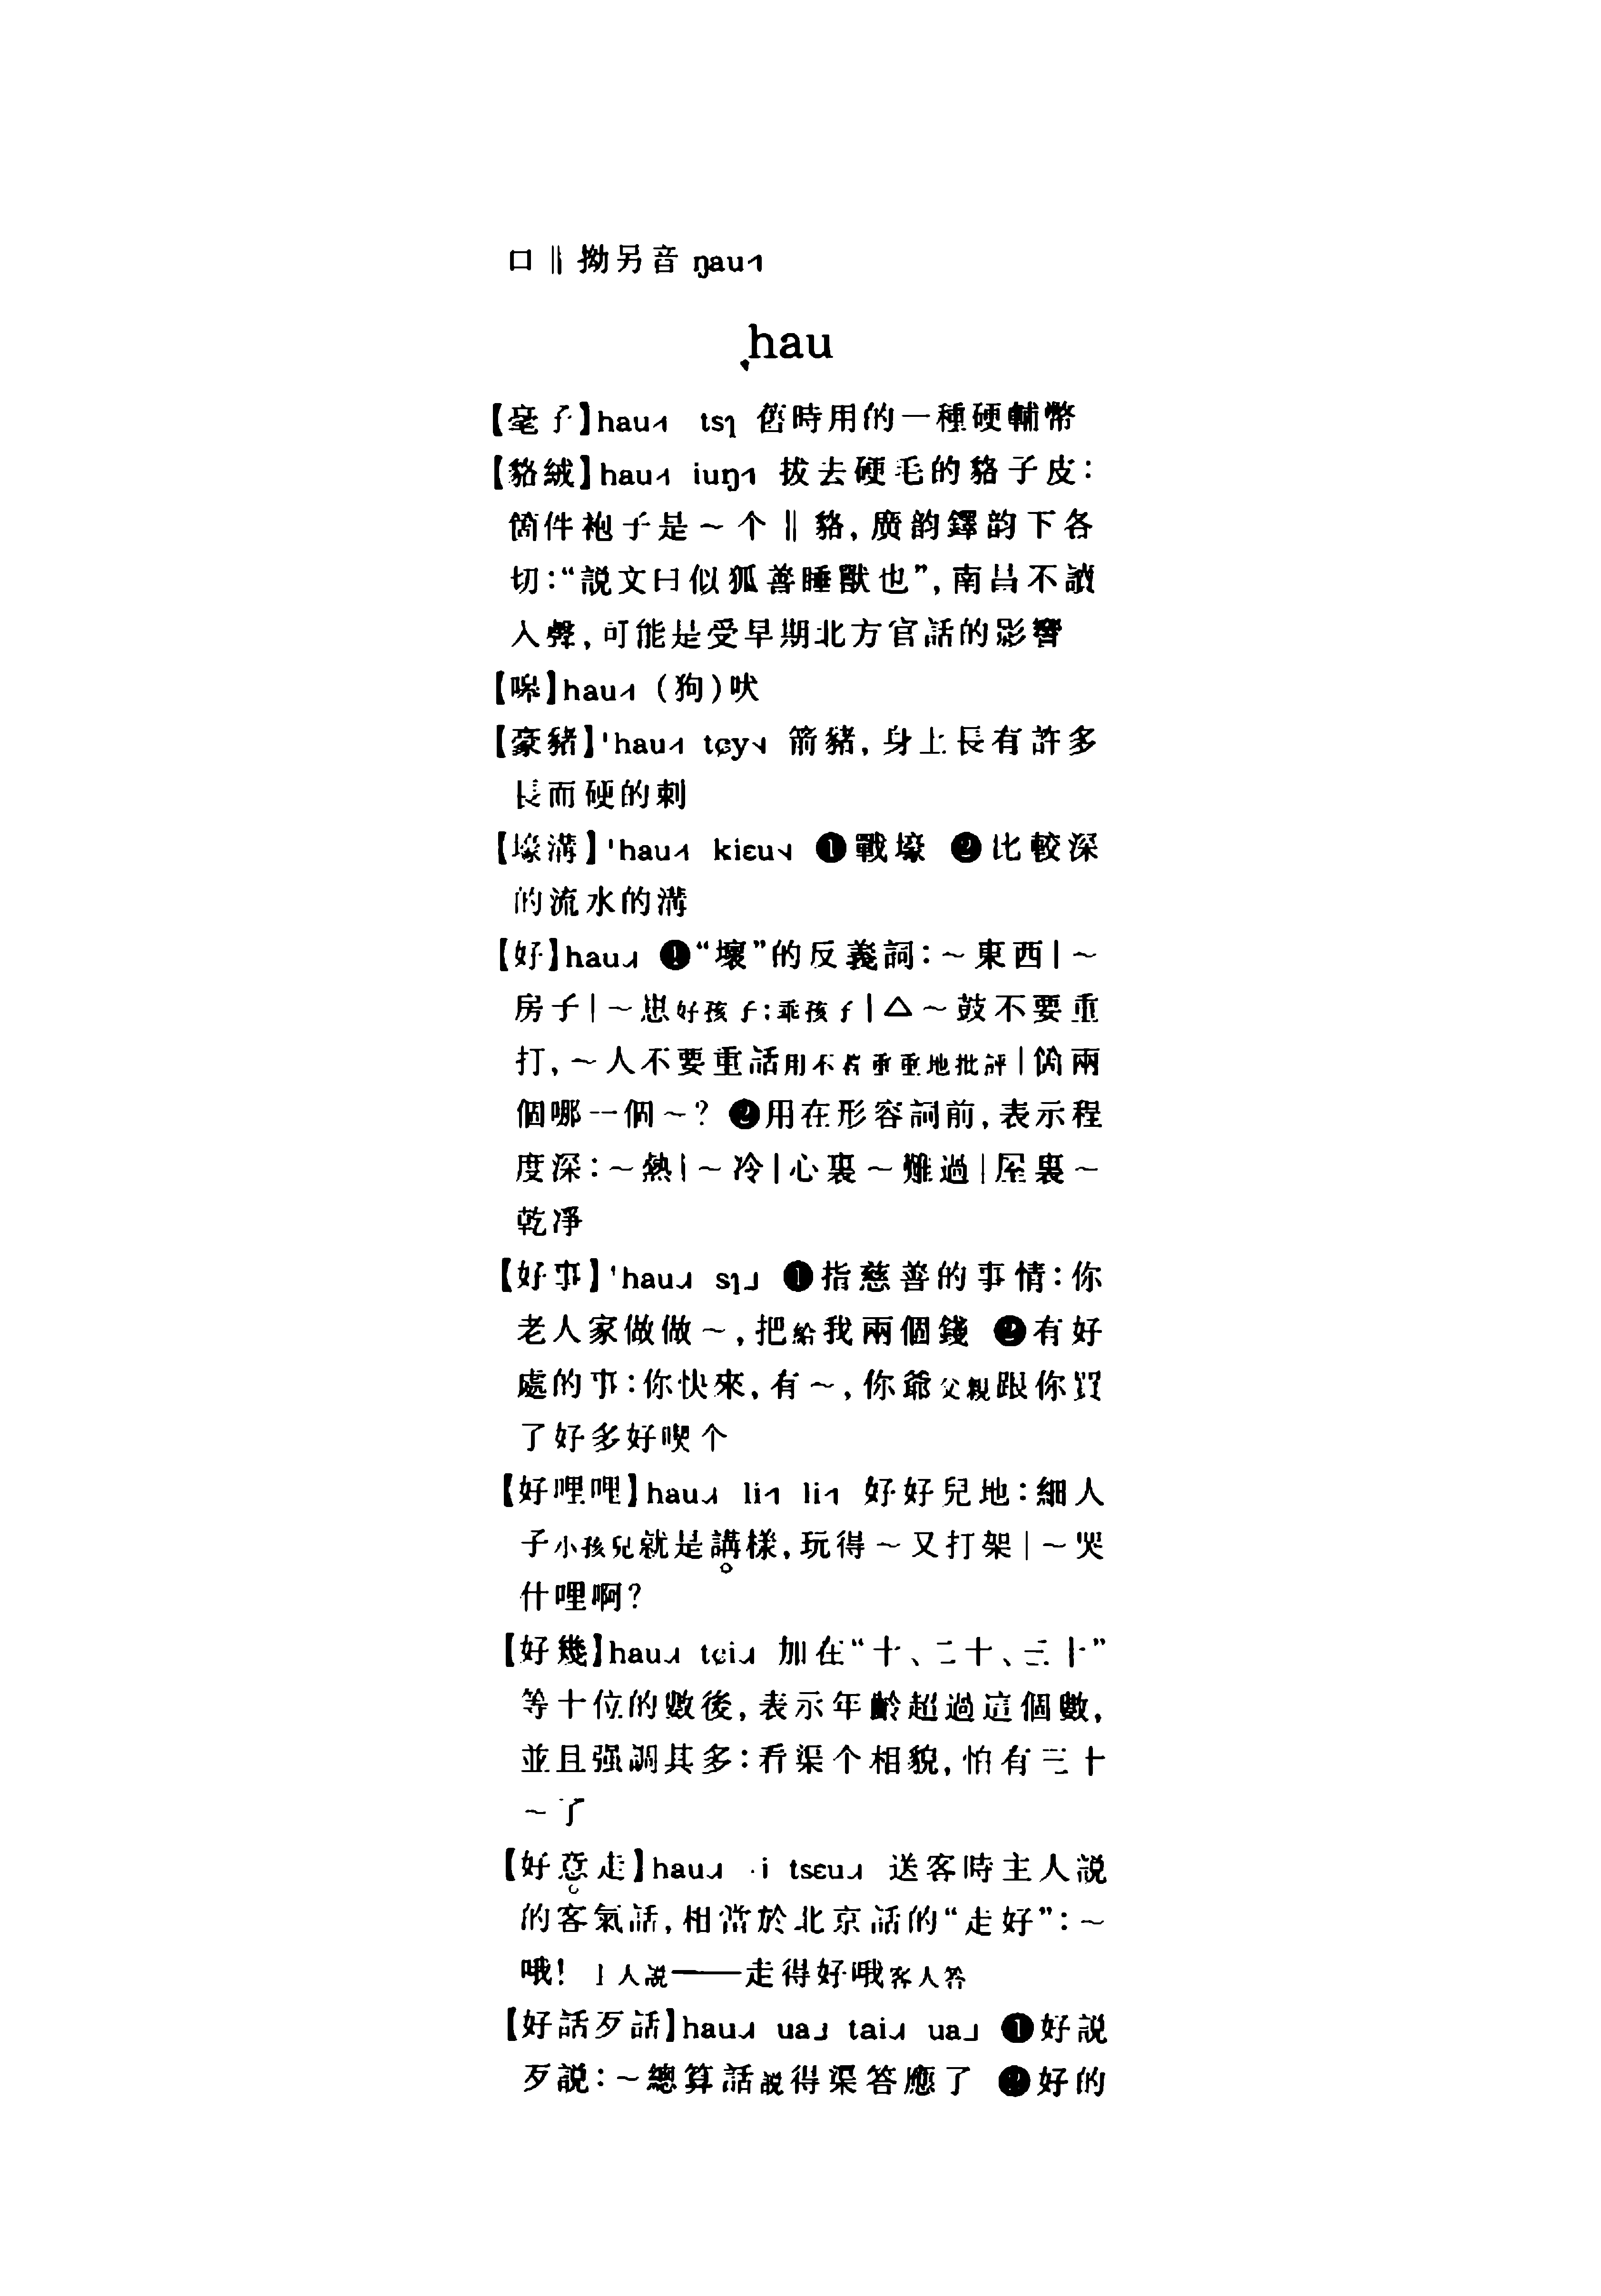 口‖拗另音 ŋau˧˥
hau
【毫子】hau˧˥ tsʅ 舊時用的一種硬輔幣
【貉絨】hau˧˥ iuŋ˧˥ 拔去硬毛的貉子皮：
箇件袍子是～个‖貉，廣韵鐸韵下各
切：“説文曰似狐善睡獸也”，南昌不讀
入聲，可能是受早期北方官話的影響
【嘷】hau˧˥ （狗）吠
【豪豬】ˈhau˧˥ tɕy˦˨ 箭豬，身上長有許多
長而硬的刺
【壕溝】ˈhau˧˥ kiɛu˦˨ ❶戰壕 ❷比較深
的流水的溝
【好】hau˨˩˧ ❶“壞”的反義詞：～東西|～
房子|～崽好孩子；乖孩子|△～鼓不要重
打，～人不要重話用不着重重地批評|箇兩
個哪一個～？ ❷用在形容詞前，表示程
度深：～熱|～冷|心裏～難過|屋裏～
乾淨
【好事】ˈhau˨˩˧ sʅ˨˩ ❶指慈善的事情：你
老人家做做～，把給我兩個錢 ❷有好
處的事：你快來，有～，你爺父親跟你買
了好多好喫个
【好哩哩】hau˨˩˧ li˧˥ li˧˥ 好好兒地：細人
子小孩兒就是講樣，玩得～又打架|～哭
什哩啊？
【好幾】hau˨˩˧ tɕi˨˩˧ 加在“十、二十、三十”
等十位的數後，表示年齡超過這個數，
並且强調其多：看渠个相貌，怕有三十
～了
【好意走】hau˨˩˧ ·i tsɛu˨˩˧ 送客時主人説
的客氣話，相當於北京話的“走好”：～
哦！主人説——走得好哦客人答
【好話歹話】hau˨˩˧ ua˨˩ tai˨˩˧ ua˨˩ ❶好説
歹説：～總算話説得渠答應了 ❷好的